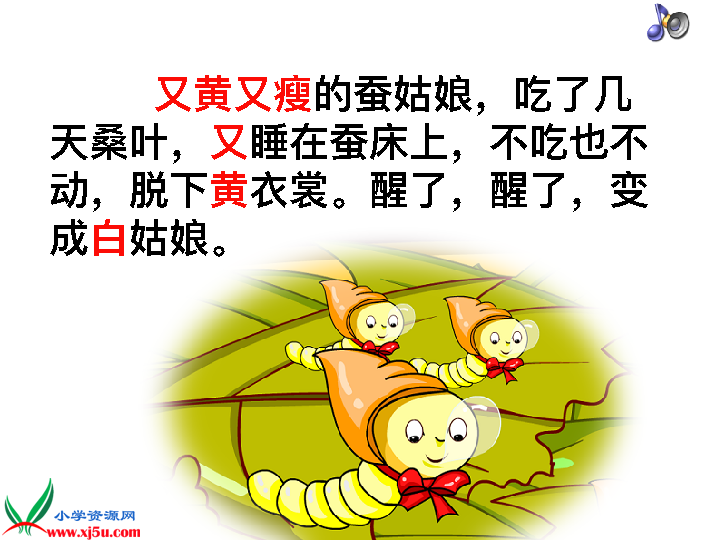 又黄又瘦的蚕姑娘，吃了几
天桑叶，又睡在蚕床上，不吃也不
动，脱下黄衣裳。醒了，醒了，变
成白姑娘。
小学资源网
www.xj5u.com